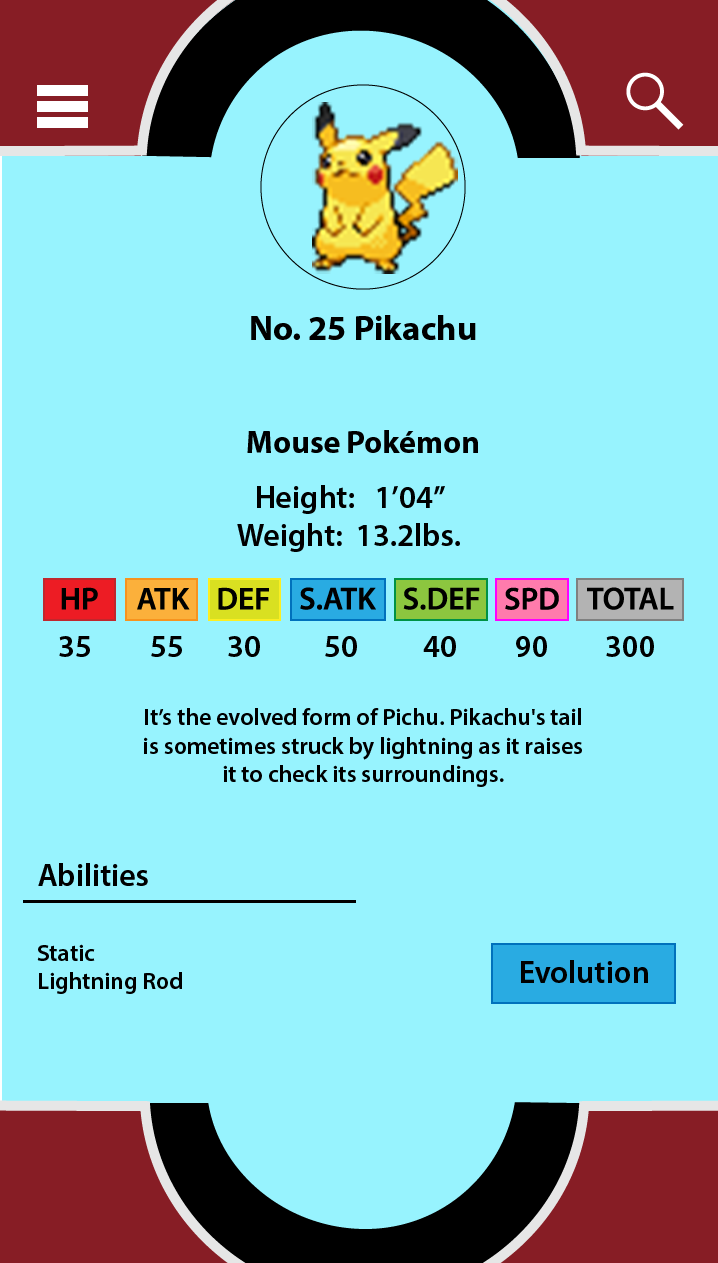 No. 25 Pikachu
Mouse Pokémon
Height: 1’04”
Weight: 13.2lbs.
HP ATK DEF S.ATK S.DEF SPD TOTAL
35 55 30 50 40 90 300
It’s the evolved form of Pichu. Pikachu's tail
is sometimes struck by lightning as it raises
it to check its surroundings.
Abilities
Static
Lightning Rod
Evolution